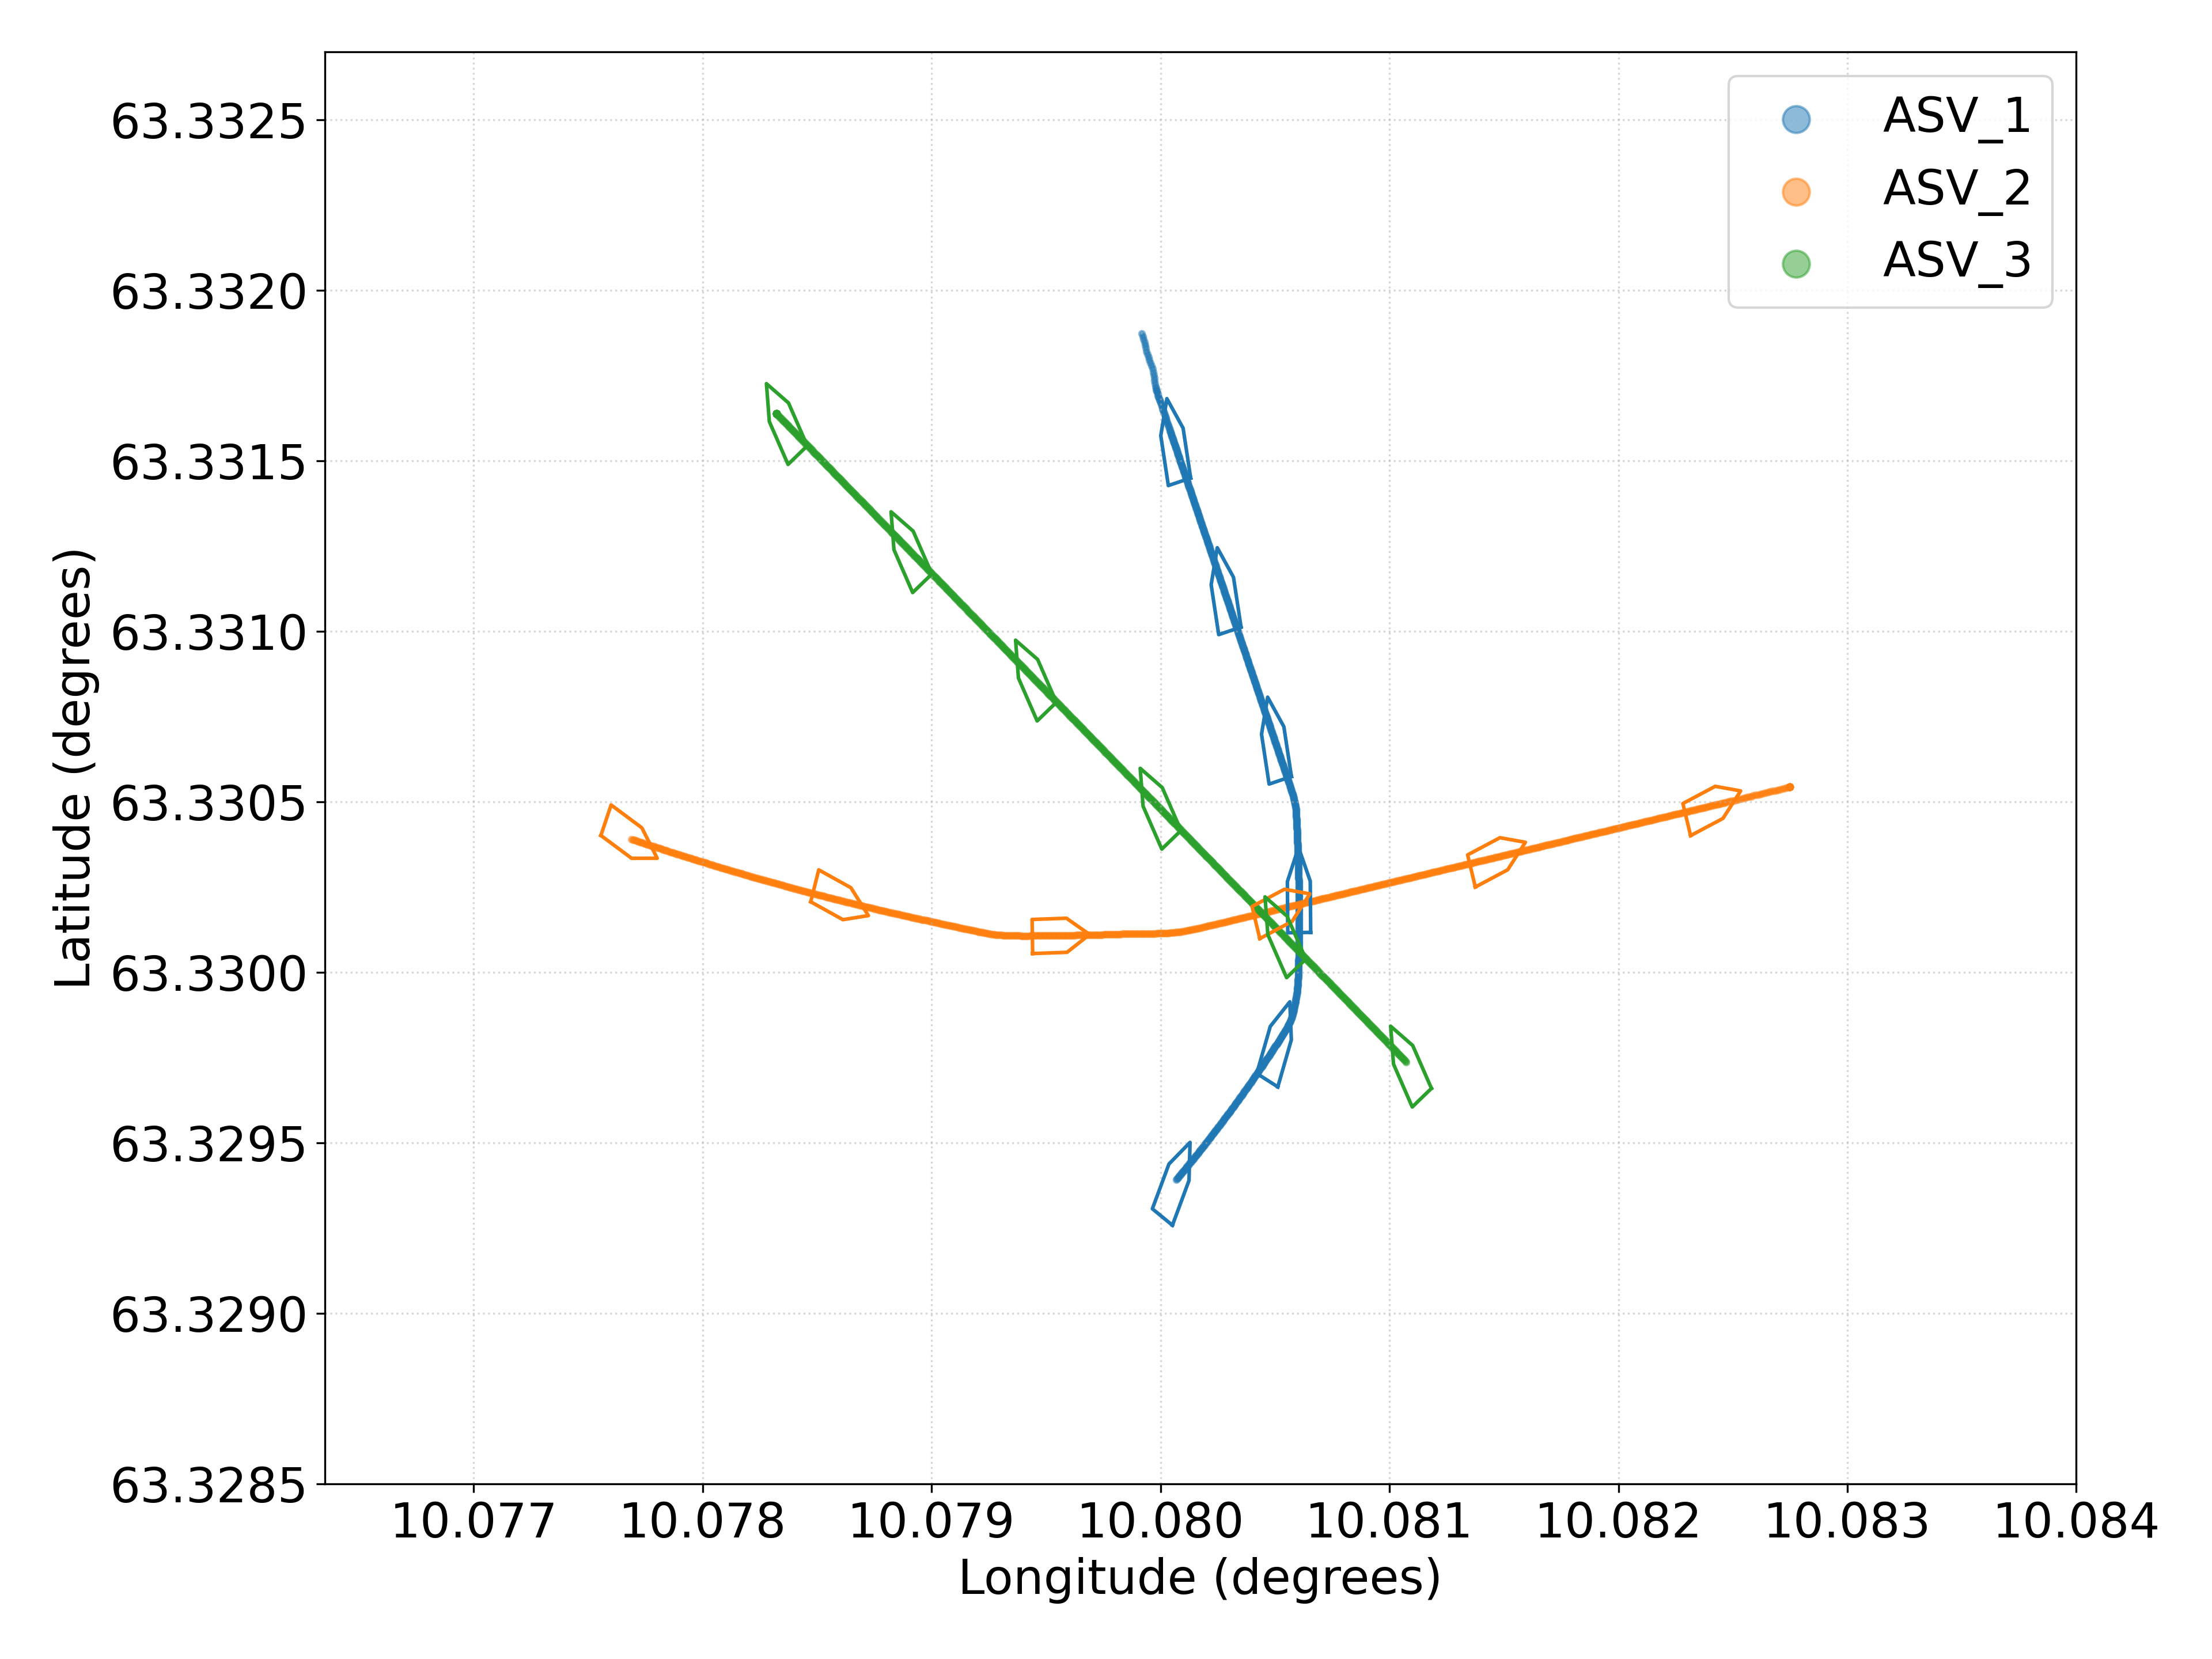 ASV_1
ASV_2
ASV_3
63.3325
63.3320
63.3315
63.3310
63.3305
63.3300
63.3295
63.3290
63.3285
Latitude (degrees)
10.077 10.078 10.079 10.080 10.081 10.082 10.083 10.084
Longitude (degrees)